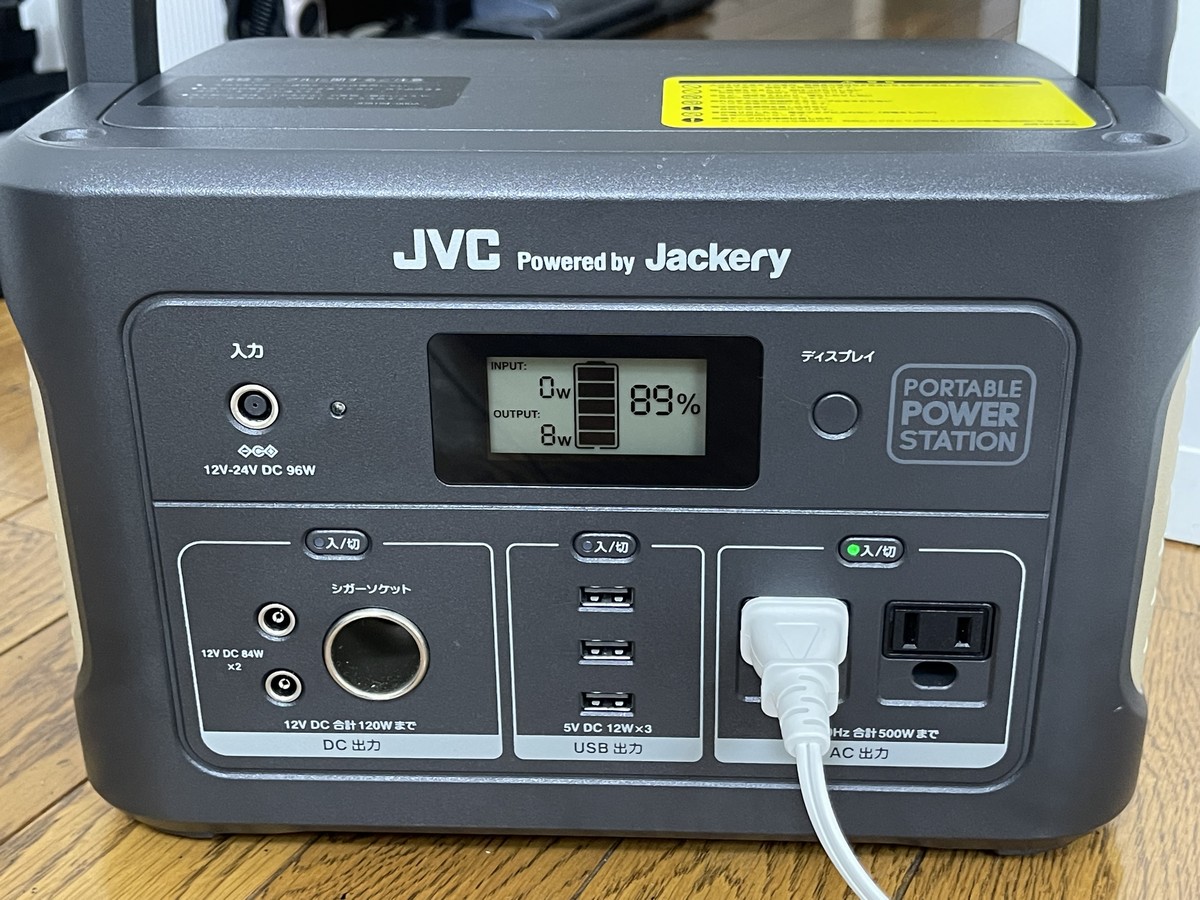 JVC Powered by Jackery
入力
12V-24V DC 96W
INPUT:
0w
OUTPUT:
8w
89%
ディスプレイ
PORTABLE
POWER
STATION
入/切
シガーソケット
12V DC 84W
×2
12V DC 合計120Wまで
DC 出力
入/切
5V DC 12W×3
USB 出力
入/切
Hz 合計500Wまで
AC 出力